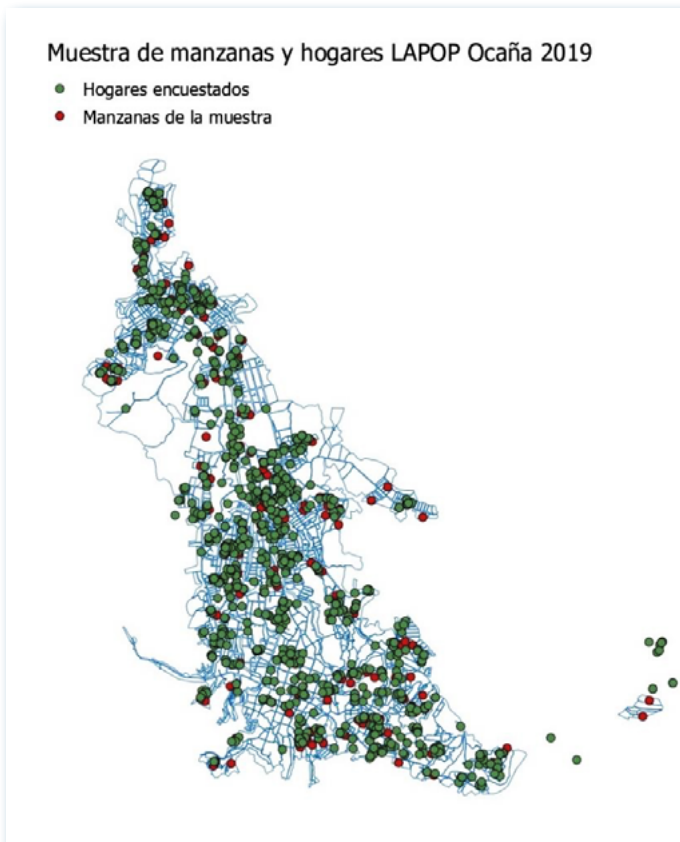 Muestra de manzanas y hogares LAPOP Ocaña 2019
Hogares encuestados
Manzanas de la muestra